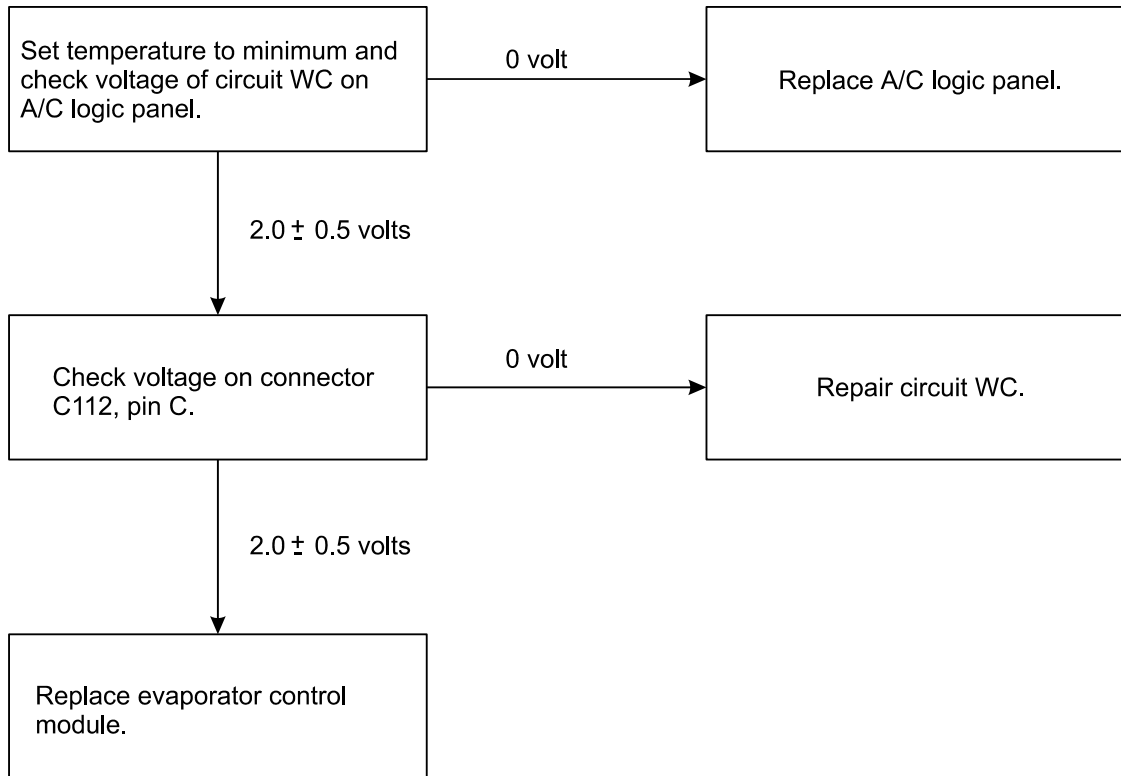 Set temperature to minimum and
check voltage of circuit WC on
A/C logic panel.
0 volt
Replace A/C logic panel.
2.0 ± 0.5 volts
Check voltage on connector
C112, pin C.
0 volt
Repair circuit WC.
2.0 ± 0.5 volts
Replace evaporator control
module.